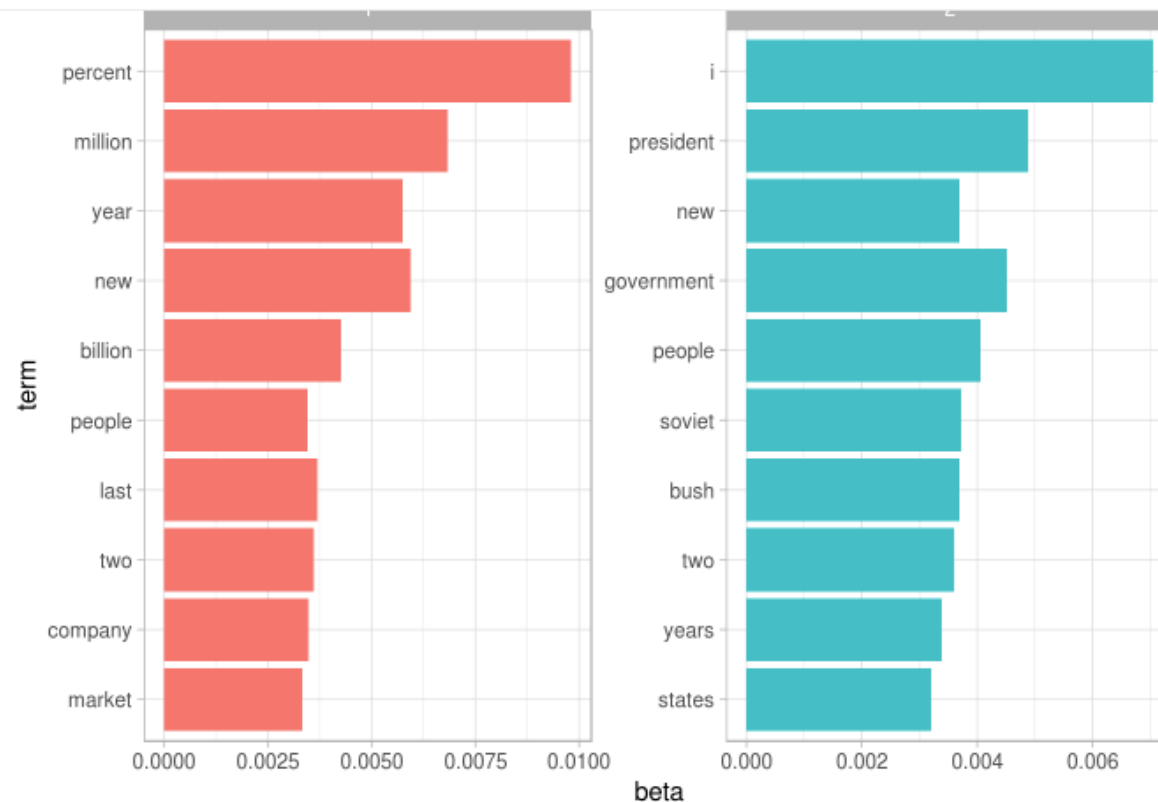 percent
million
year
new
billion
people
last
two
company
market
term
0.0000 0.0025 0.0050 0.0075 0.0100
i
president
new
government
people
soviet
bush
two
years
states
0.000 0.002 0.004 0.006
beta